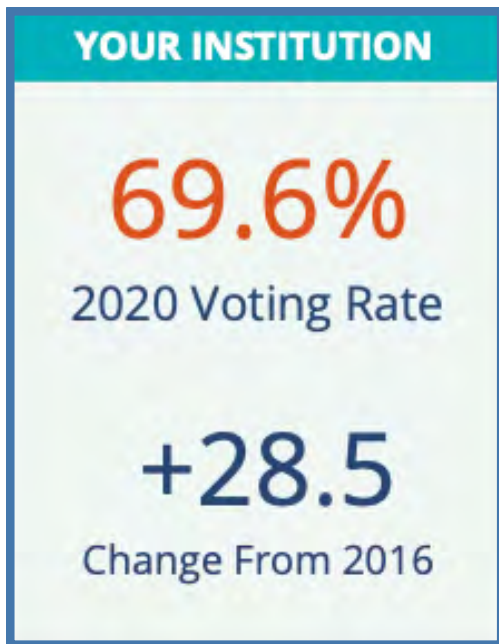 YOUR INSTITUTION
69.6%
2020 Voting Rate
+28.5
Change From 2016